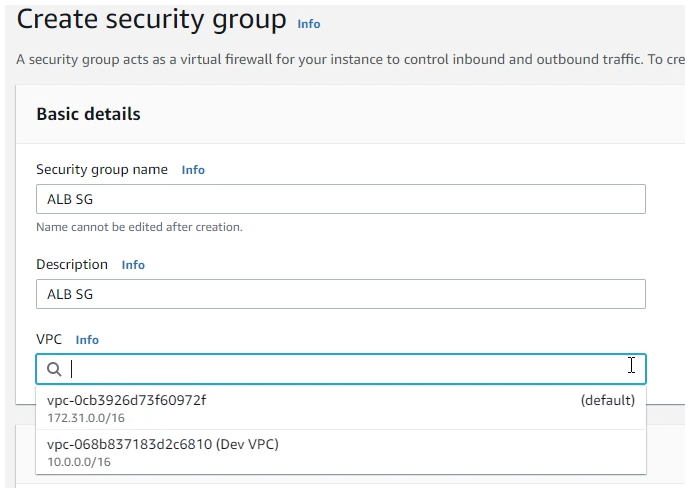 Create security group Info
A security group acts as a virtual firewall for your instance to control inbound and outbound traffic. To cre
Basic details
Security group name Info
ALB SG
Name cannot be edited after creation.
Description Info
ALB SG
VPC Info
vpc-0cb3926d73f60972f (default)
172.31.0.0/16
vpc-068b837183d2c6810 (Dev VPC)
10.0.0.0/16